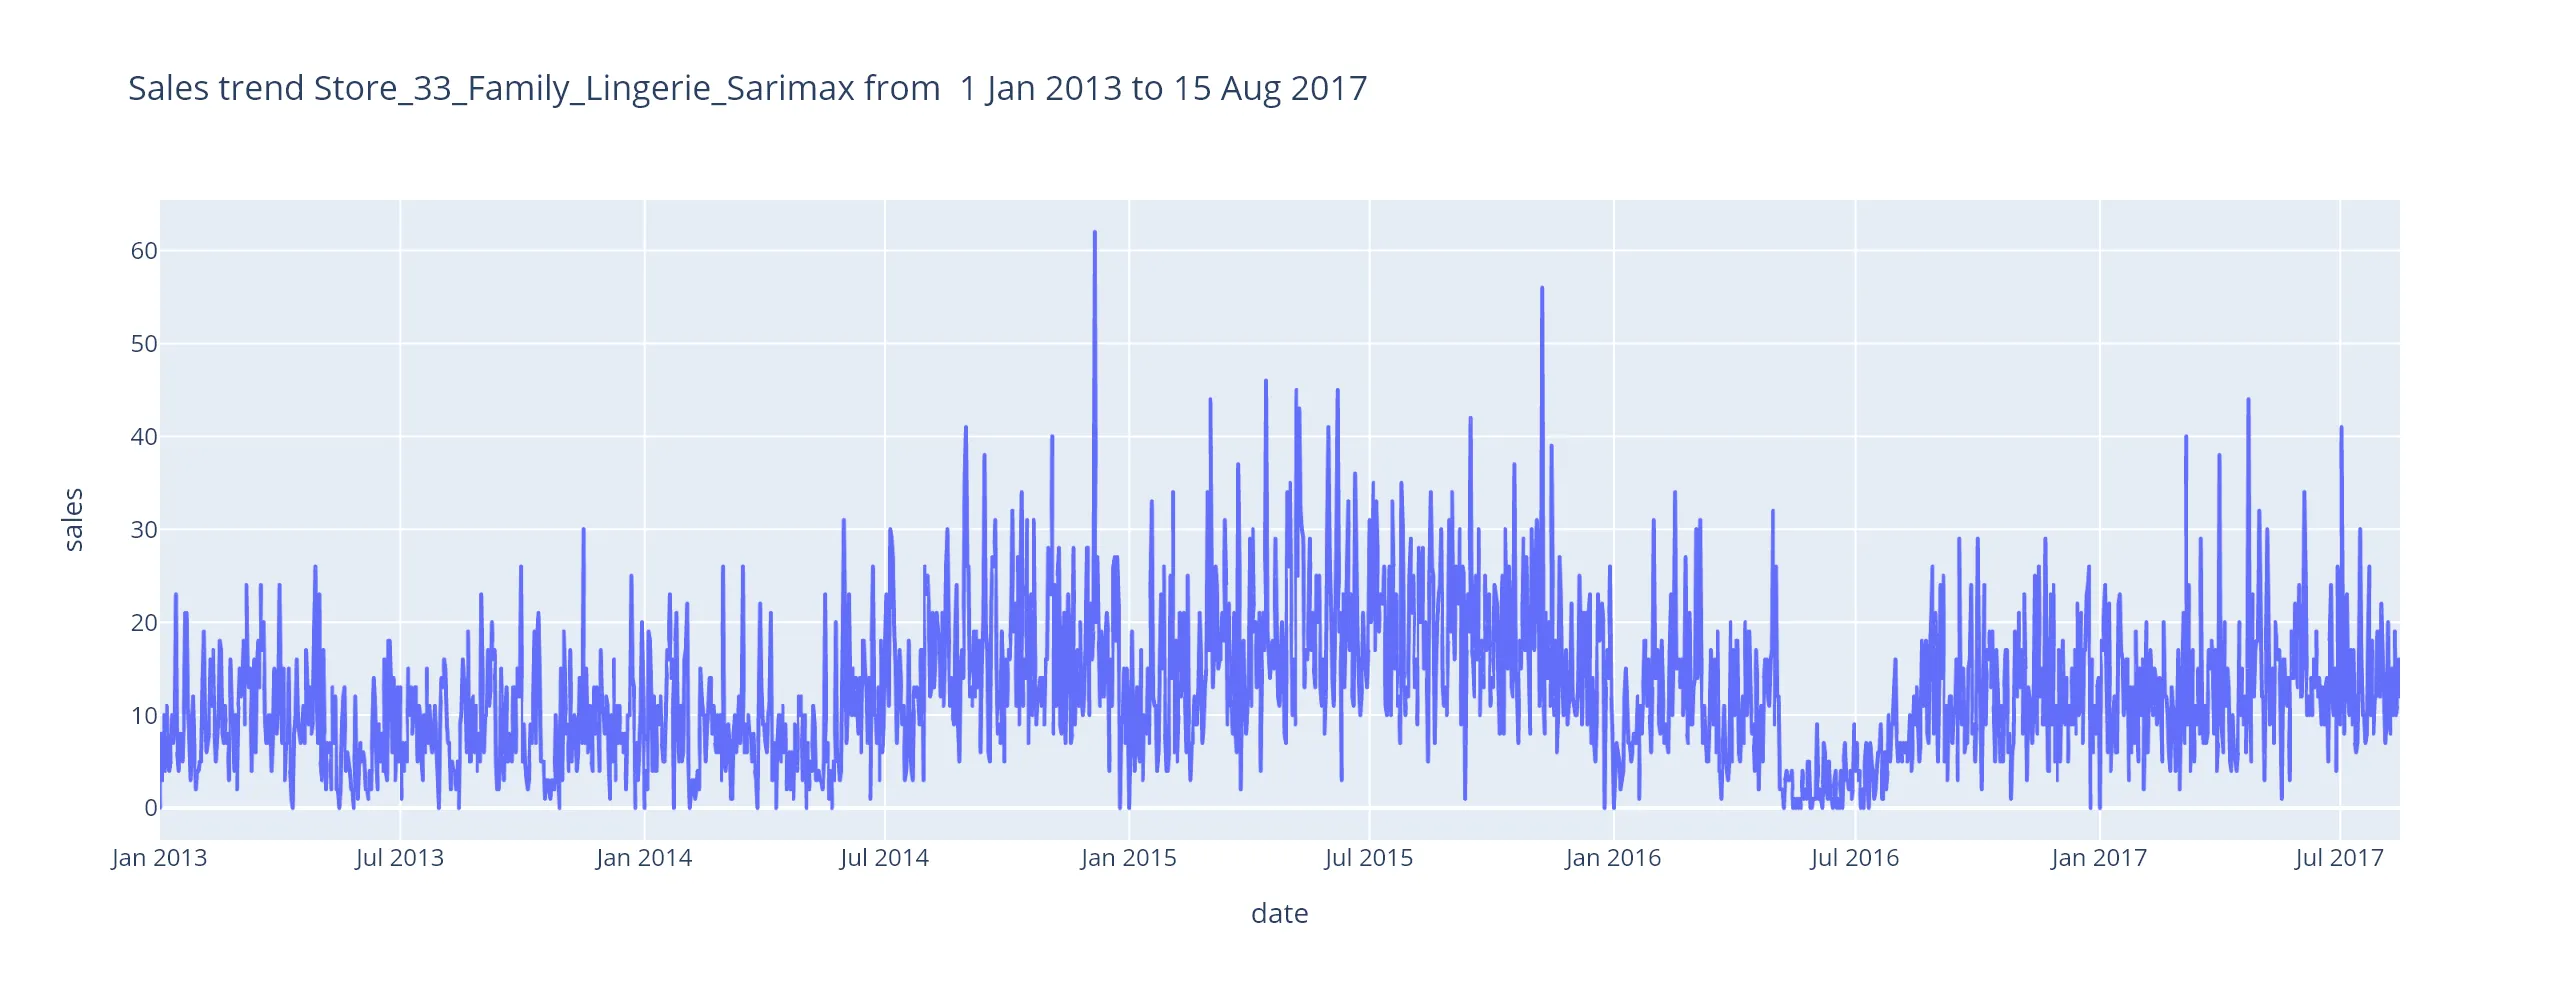 Sales trend Store_33_Family_Lingerie_Sarimax from  1 Jan 2013 to 15 Aug 2017
60
50
40
30
20
10
0
sales
Jan 2013 Jul 2013 Jan 2014 Jul 2014 Jan 2015 Jul 2015 Jan 2016 Jul 2016 Jan 2017 Jul 2017
date